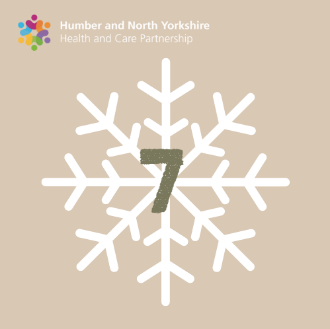 Humber and North Yorkshire
Health and Care Partnership
7